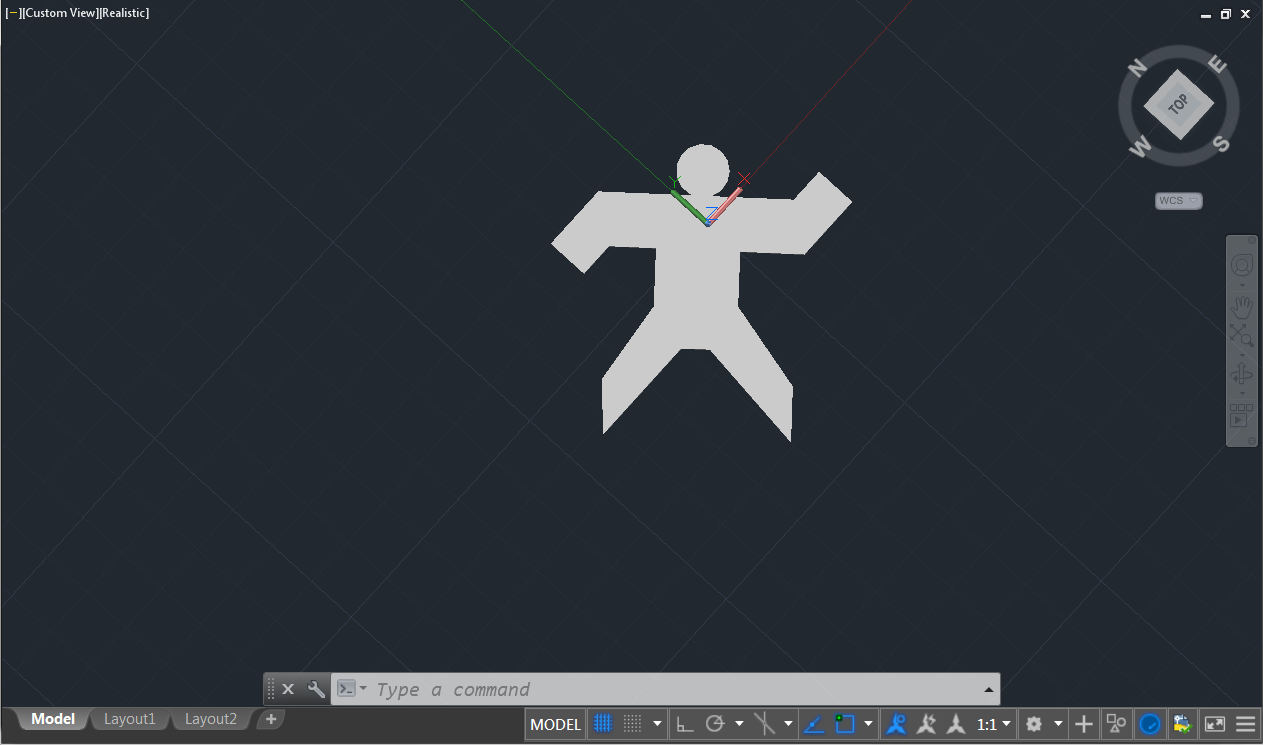 [−][Custom View][Realistic]
N
E
TOP
W
S
WCS
Y
X
Z
Type a command
Model
Layout1
Layout2
+
MODEL
1:1